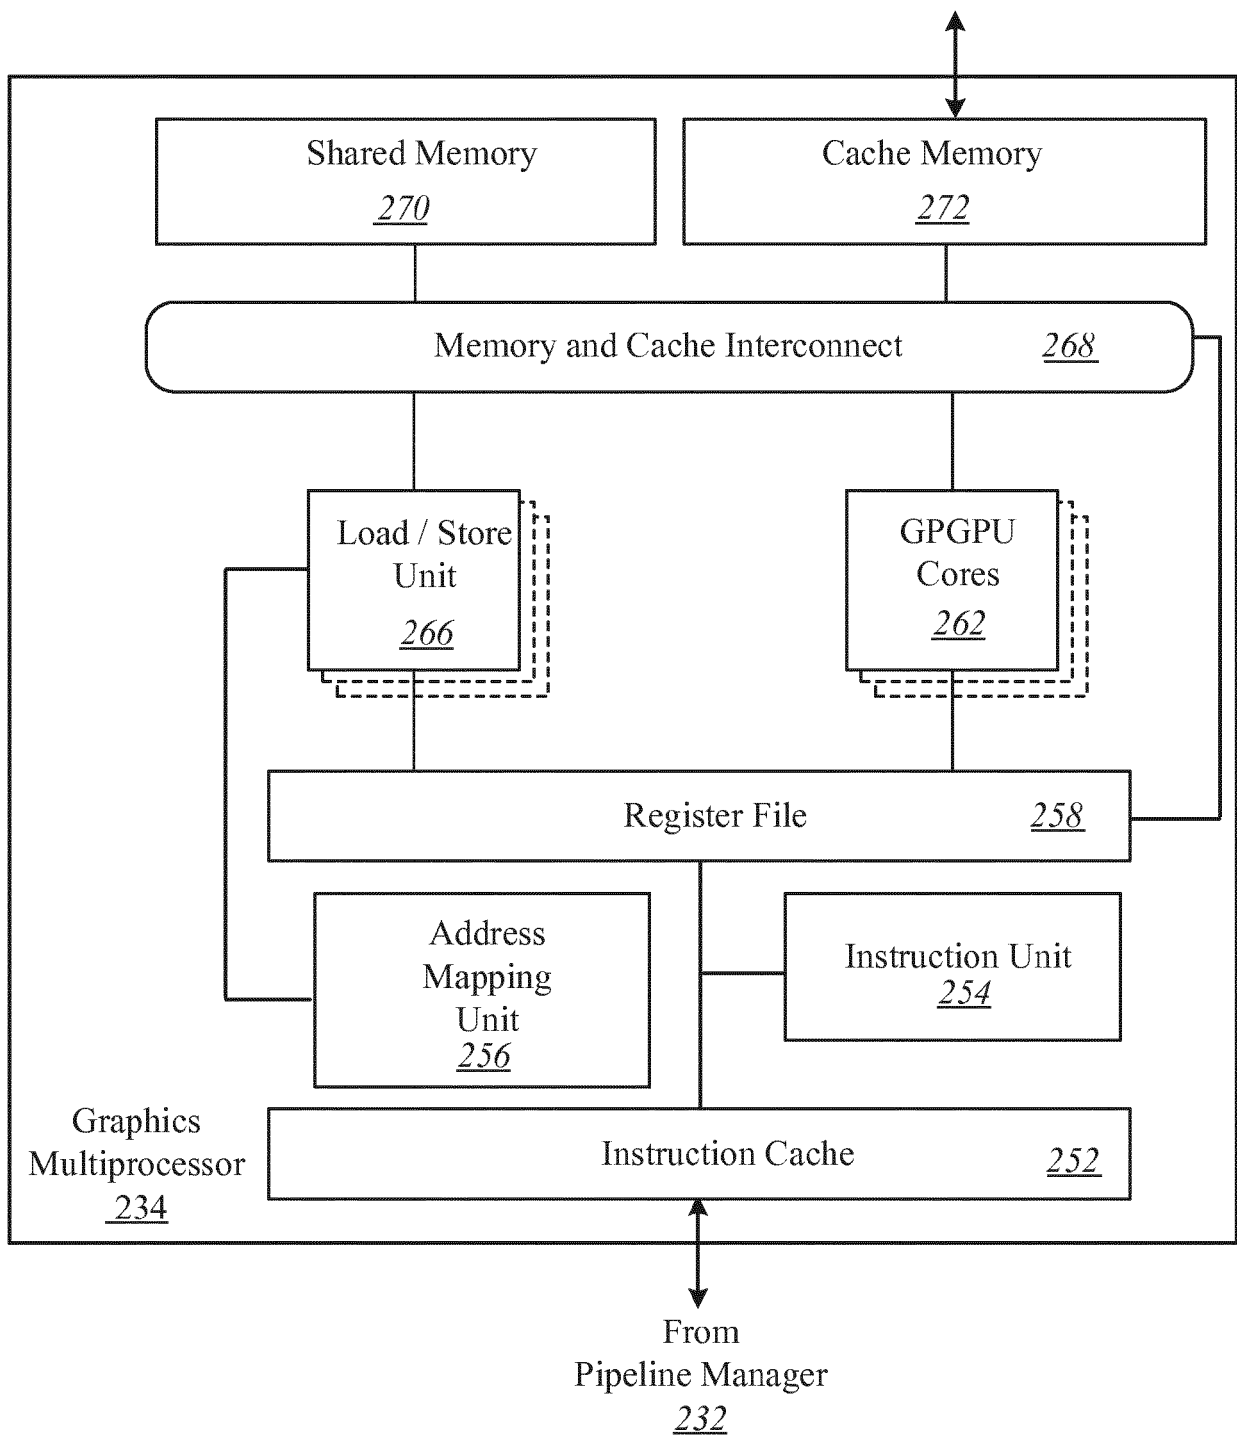 Shared Memory
270
Cache Memory
272
Memory and Cache Interconnect 268
Load / Store
Unit
266
GPGPU
Cores
262
Register File 258
Address
Mapping
Unit
256
Instruction Unit
254
Graphics
Multiprocessor
234
Instruction Cache 252
From
Pipeline Manager
232